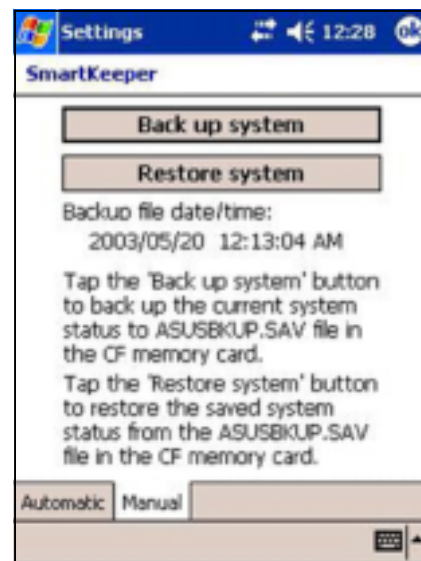 Settings 12:28 ok
SmartKeeper
Back up system
Restore system
Backup file date/time:
2003/05/20 12:13:04 AM
Tap the 'Back up system' button
to back up the current system
status to ASUSBKUP.SAV file in
the CF memory card.
Tap the 'Restore system' button
to restore the saved system
status from the ASUSBKUP.SAV
file in the CF memory card.
Automatic Manual